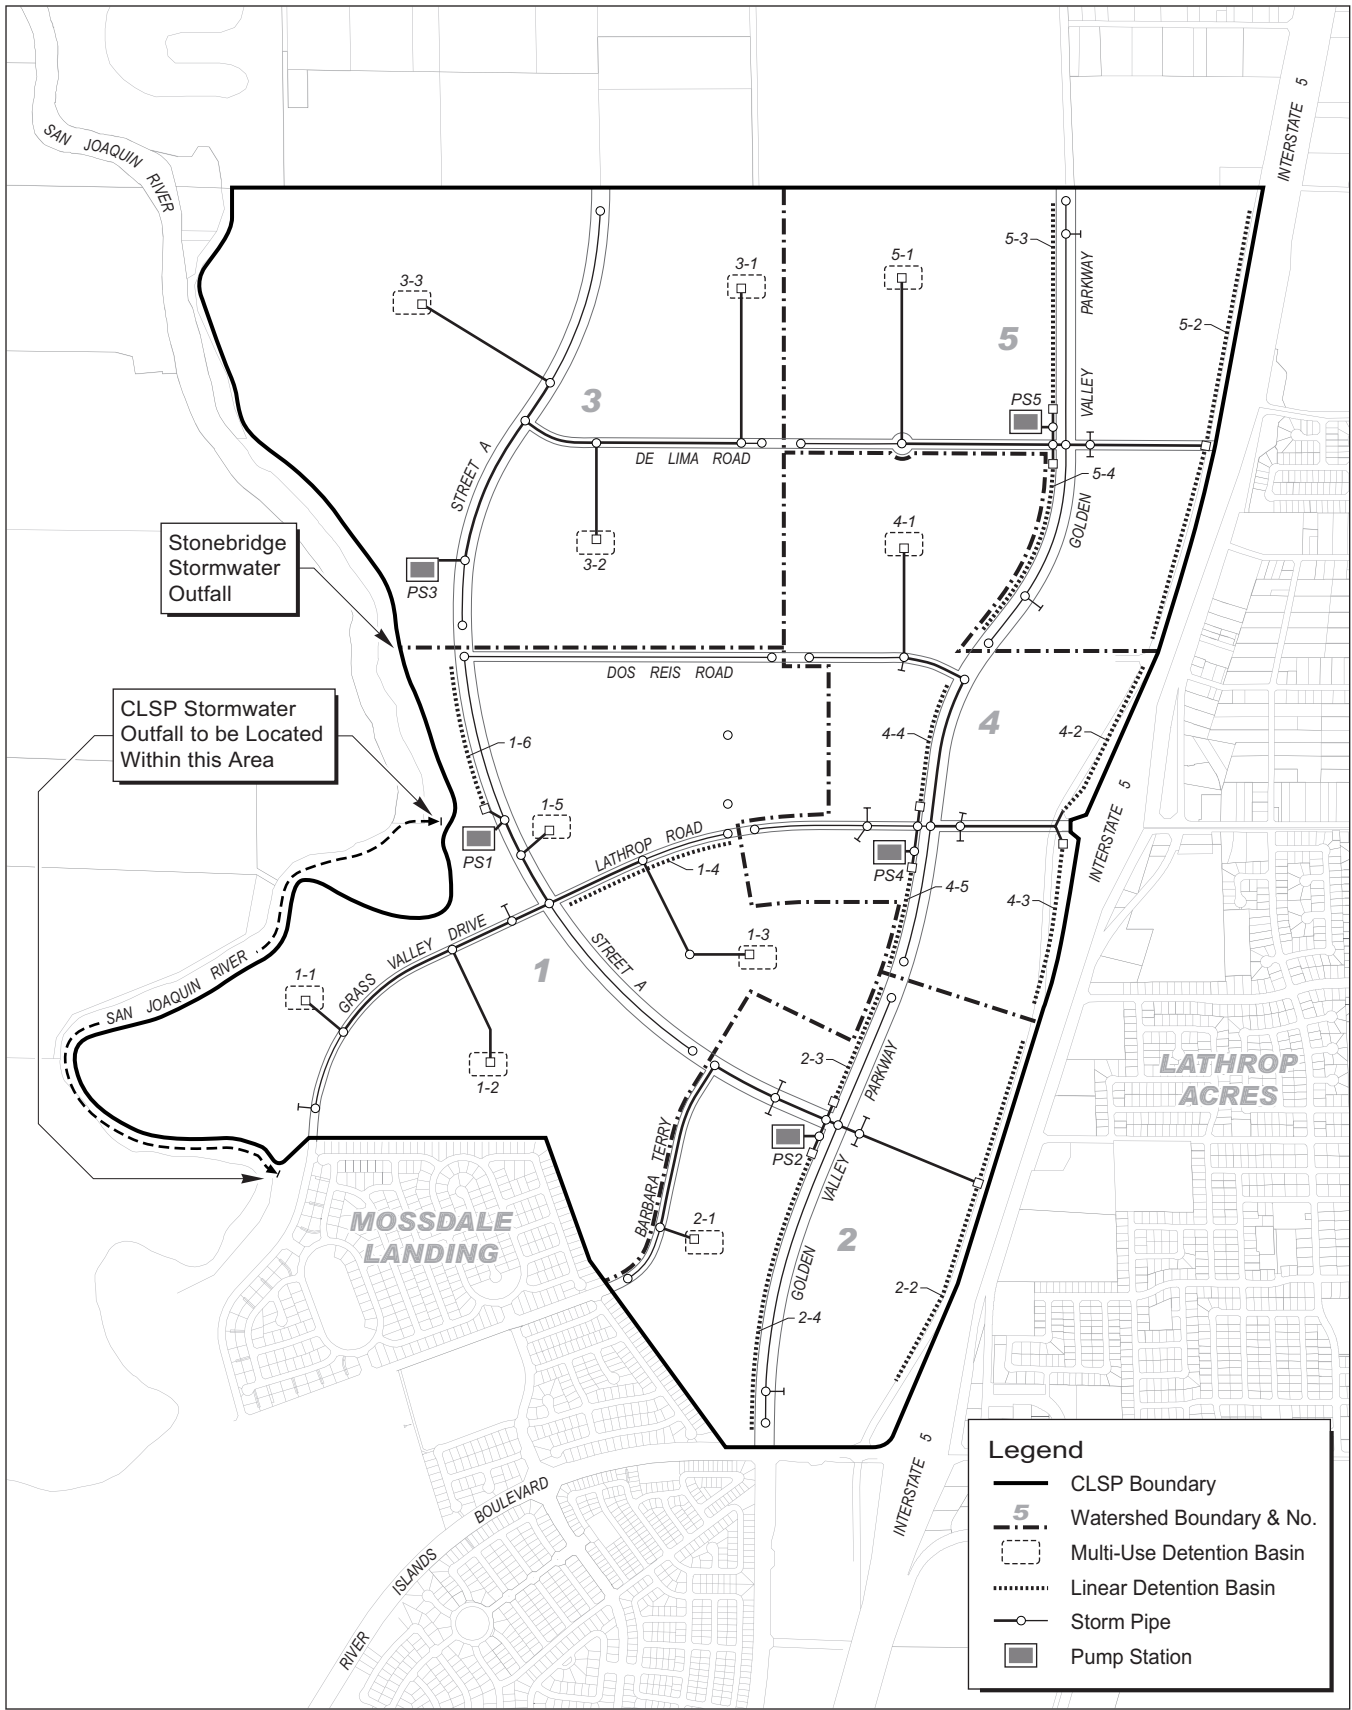 SAN JOAQUIN RIVER
INTERSTATE 5
5-3
PARKWAY
3-1
5-1
3-3
5-2
5
VALLEY
PS5
3
STREET A
DE LIMA ROAD
5-4
GOLDEN
4-1
Stonebridge
Stormwater
Outfall
3-2
PS3
DOS REIS ROAD
CLSP Stormwater
Outfall to be Located
Within this Area
1-6
4-4
4
4-2
INTERSTATE 5
1-5
PS1
LATHROP ROAD
1-4
PS4
4-5
4-3
GRASS VALLEY DRIVE
STREET A
1-3
1
SAN JOAQUIN RIVER
1-1
1-2
2-3
PARKWAY
LATHROP
ACRES
BARBARA TERRY
PS2
VALLEY
MOSSDALE
LANDING
2-1
2
GOLDEN
2-2
2-4
INTERSTATE 5
RIVER ISLANDS BOULEVARD
Legend
CLSP Boundary
5 Watershed Boundary & No.
Multi-Use Detention Basin
Linear Detention Basin
Storm Pipe
Pump Station